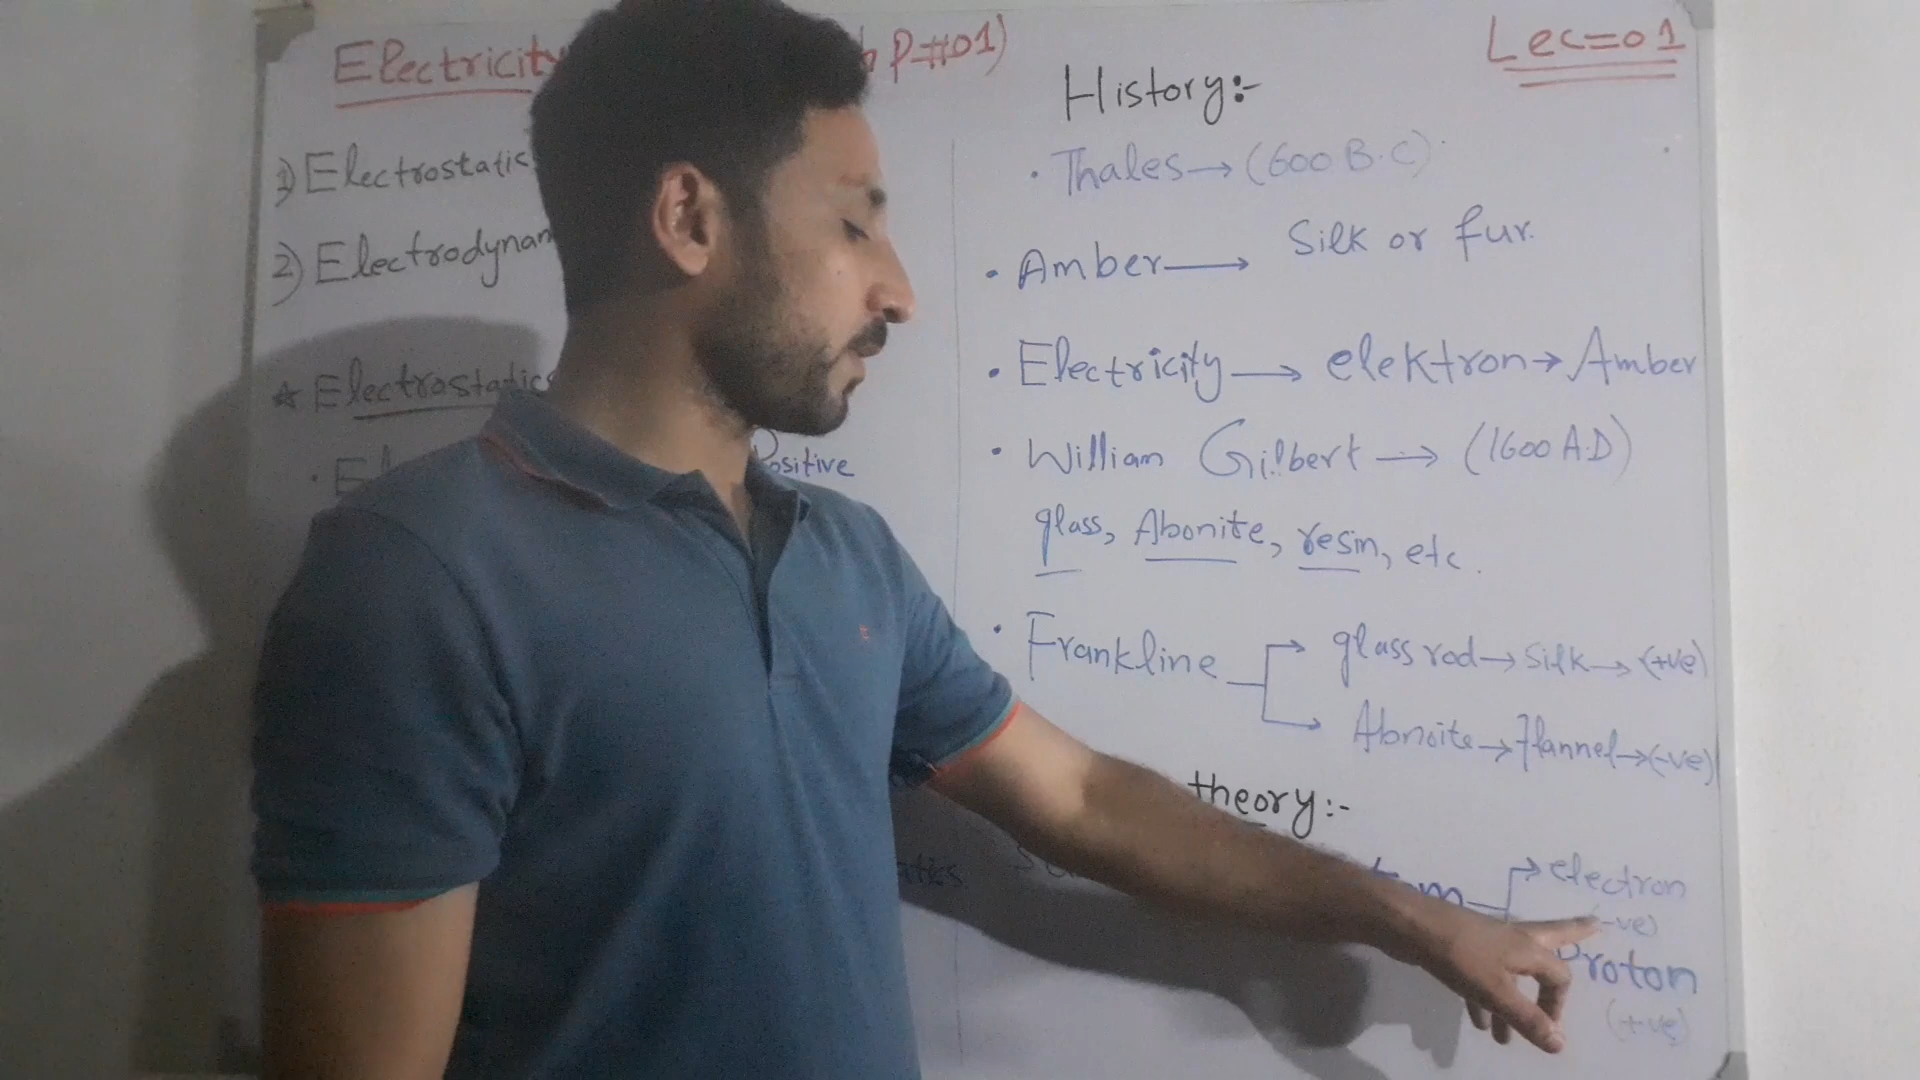 Electricity P#01)
Lec=01
1) Electrostatic
2) Electrodynam
* Electrostatics
Positive
History:-
• Thales→ (600 B.C)
• Amber→ Silk or fur.
• Electricity→ elektron→ Amber
• William Gilbert → (1600 A.D)
glass, Abonite, resin, etc.
• Frankline → glass rod→ Silk→ (+ve)
→ Abnoite→ flannel→(-ve)
theory:-
→ electron
(-ve)
Proton
(+ve)